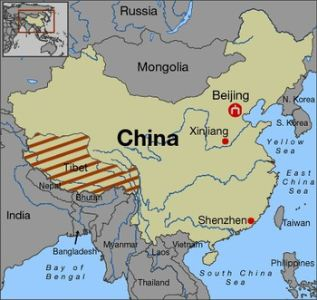 Russia
Mongolia
Beijing
N. Korea
S. Korea
China
Xinjiang
Yellow
Sea
Tibet
East
China
Sea
Nepal
Bhutan
Shenzhen
Taiwan
India
Bangladesh
Myanmar
Laos
Vietnam
Philippines
Bay of
Bengal
Thailand
South China
Sea